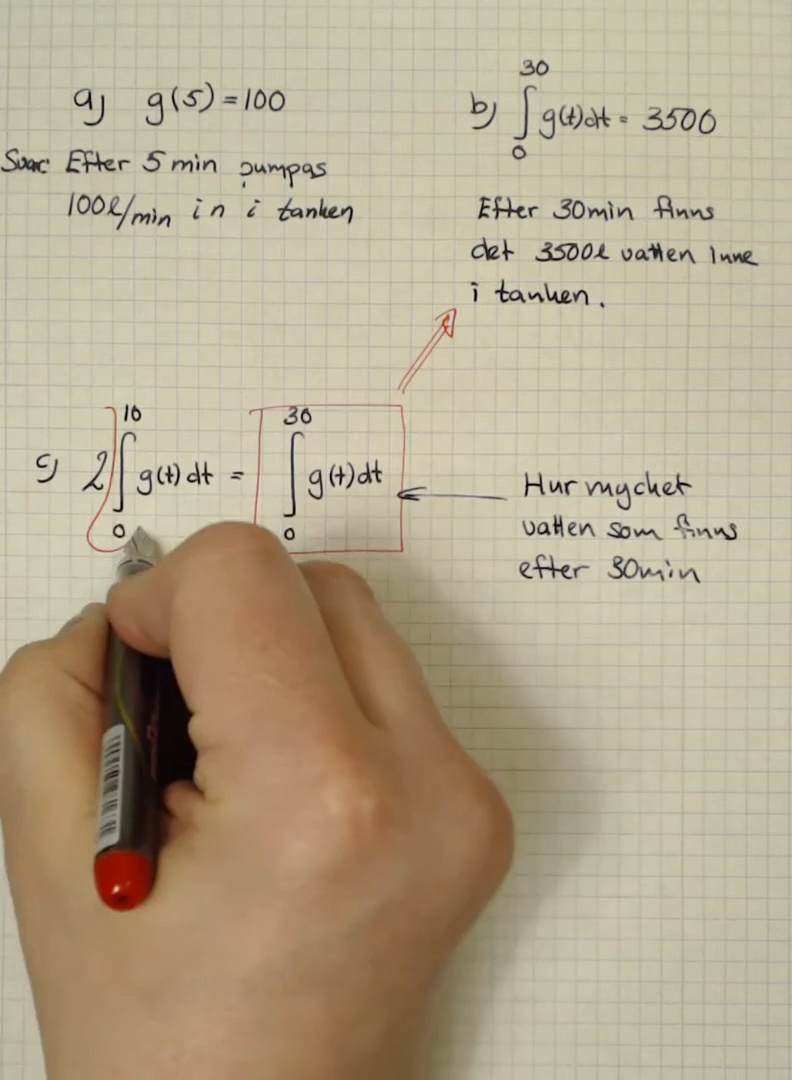 a) g(5) = 100
Svar: Efter 5 min pumpas
100l/min in i tanken
b) ∫₀³⁰ g(t)dt = 3500
Efter 30min finns
det 3500l vatten inne
i tanken.
c) 2∫₀¹⁰ g(t)dt = ∫₀³⁰ g(t)dt
Hur mycket
vatten som finns
efter 30min